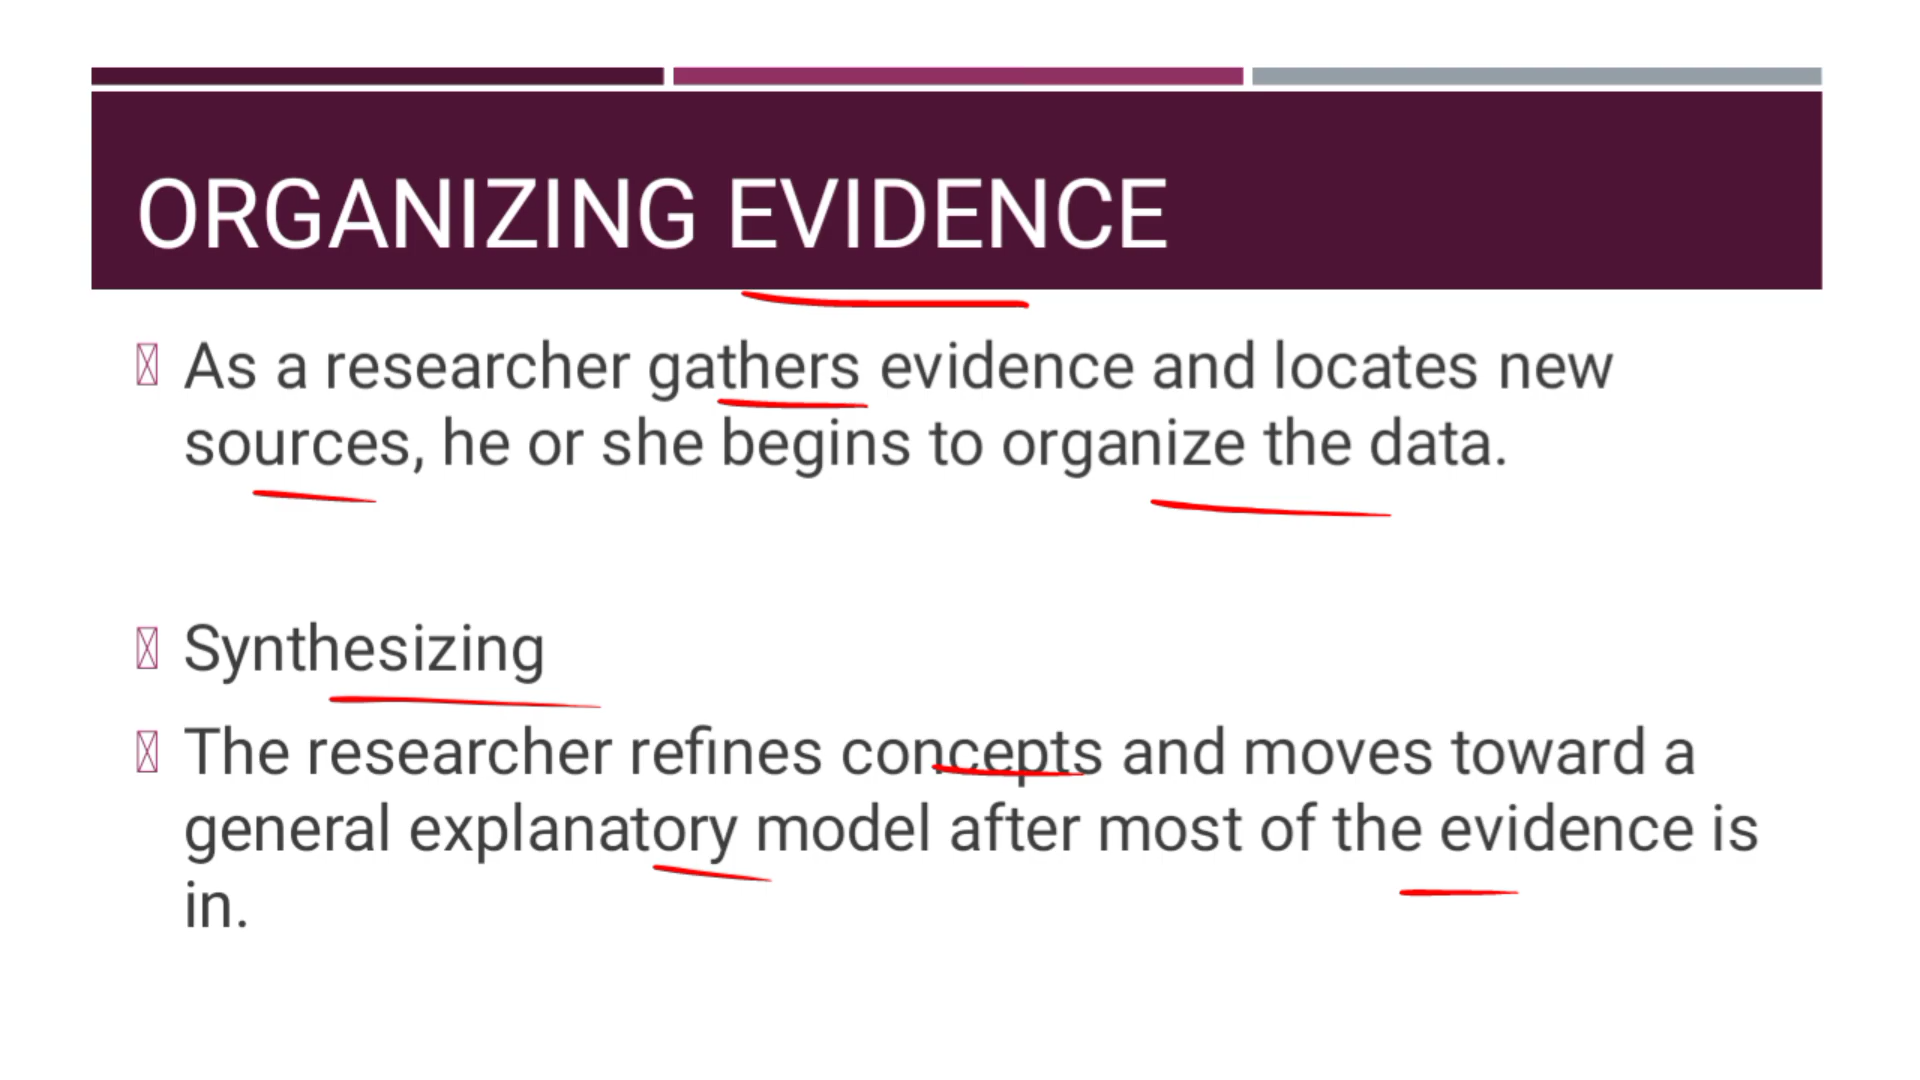 ORGANIZING EVIDENCE
As a researcher gathers evidence and locates new
sources, he or she begins to organize the data.
Synthesizing
The researcher refines concepts and moves toward a
general explanatory model after most of the evidence is
in.